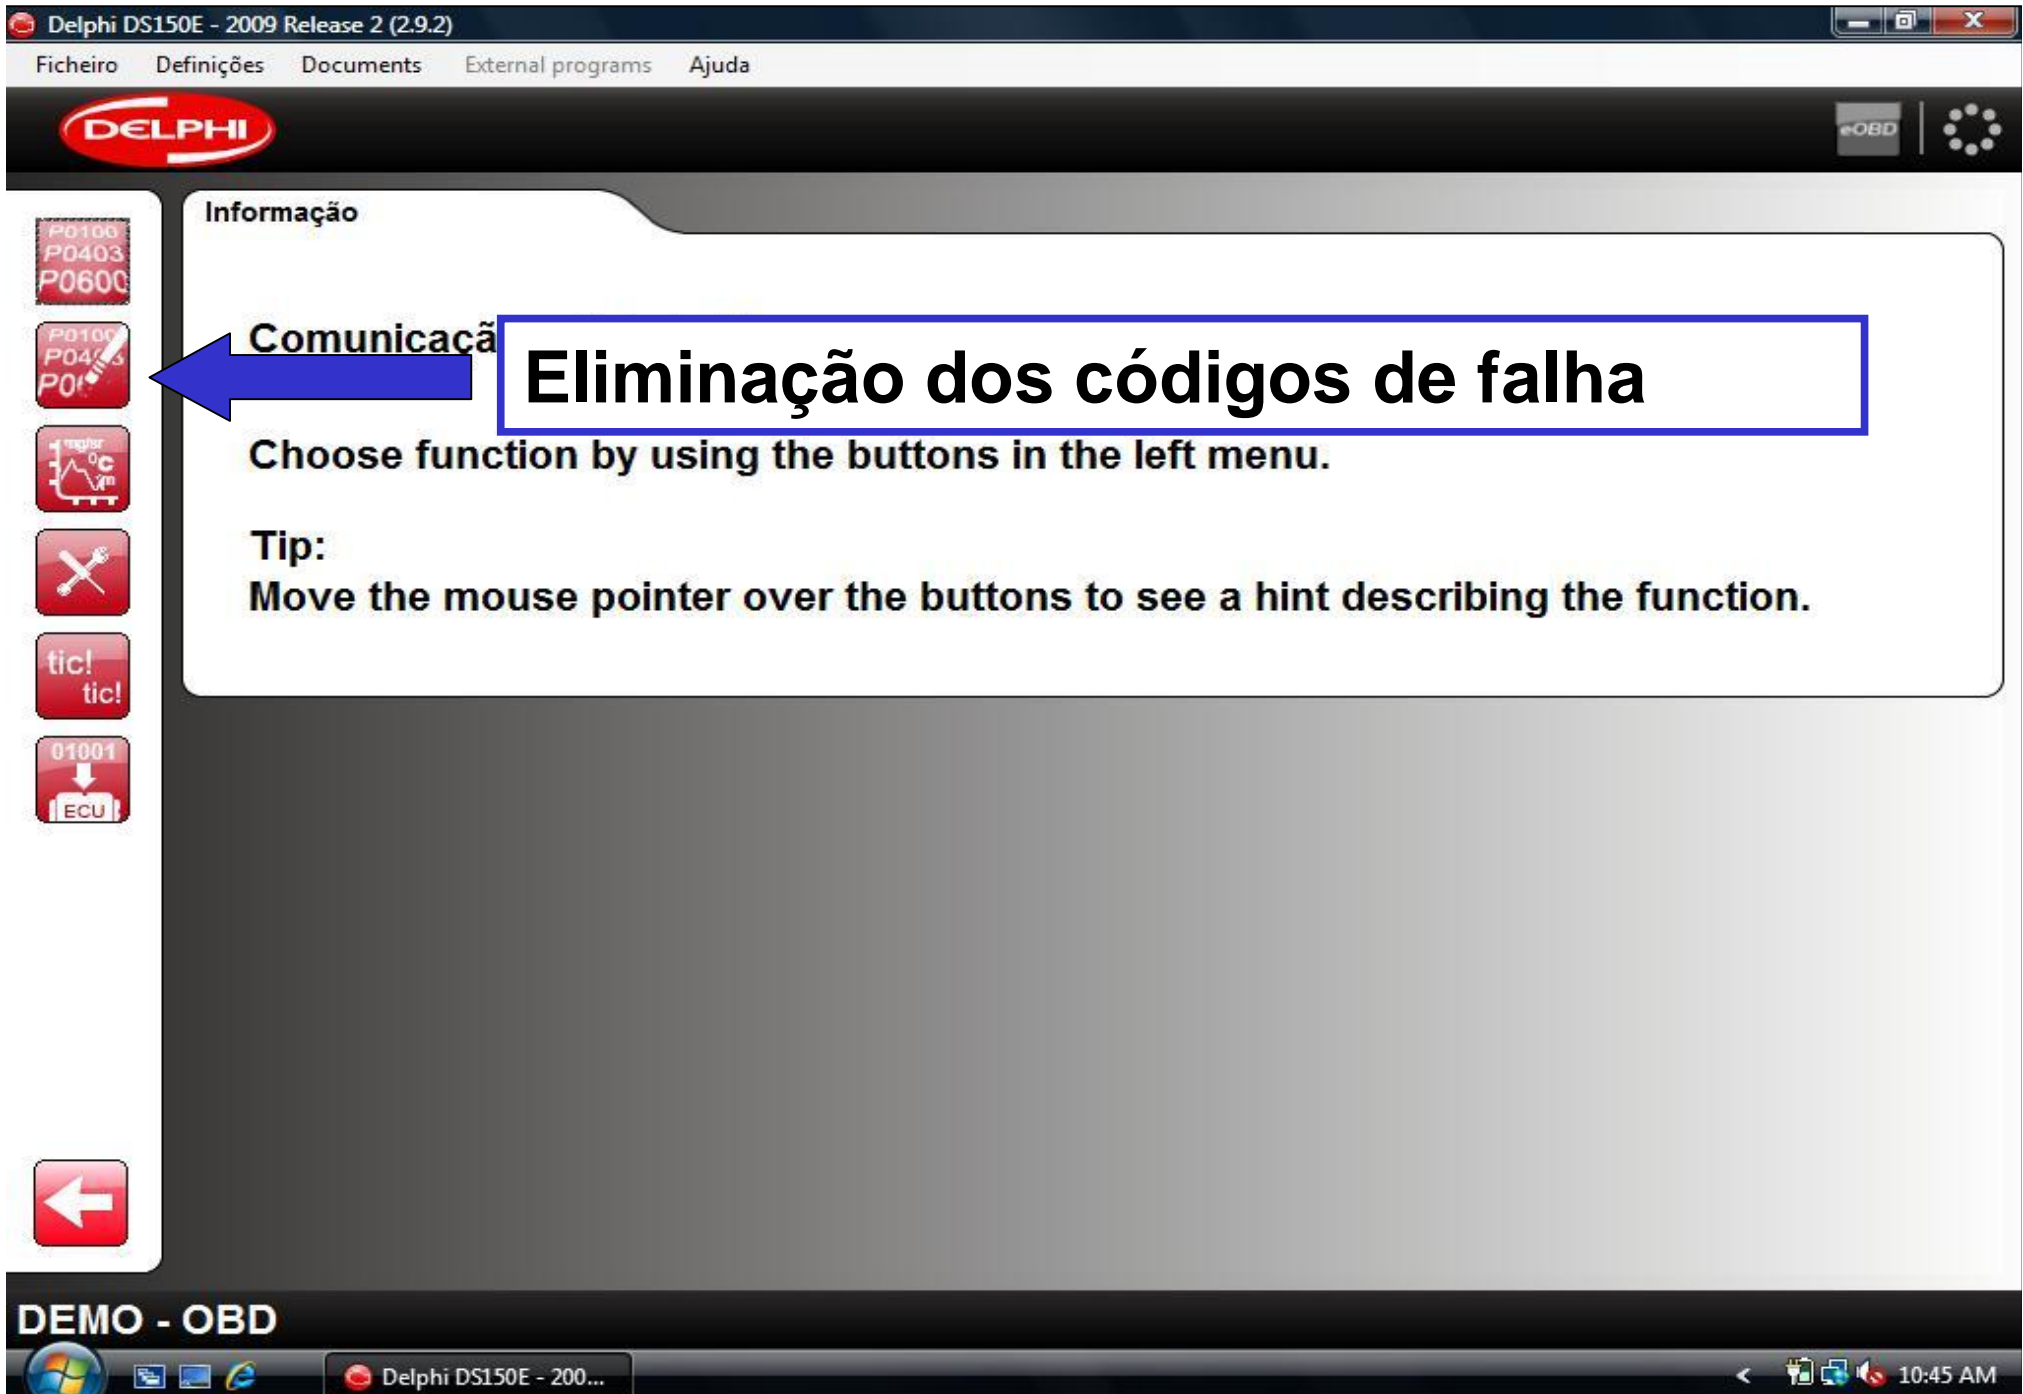 Delphi DS150E - 2009 Release 2 (2.9.2)
Ficheiro Definições Documents External programs Ajuda
DELPHI
eOBD
Informação
P0100
P0403
P0600
Comunicaçã
Eliminação dos códigos de falha
P0100
mg/sr
°C
Choose function by using the buttons in the left menu.
Tip:
Move the mouse pointer over the buttons to see a hint describing the function.
tic!
tic!
01001
ECU
DEMO - OBD
Delphi DS150E - 200...
10:45 AM